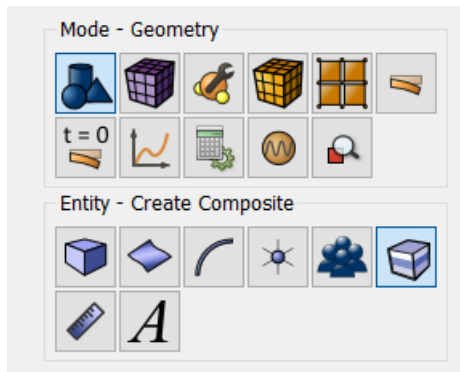 Mode - Geometry
t = 0
Entity - Create Composite
A